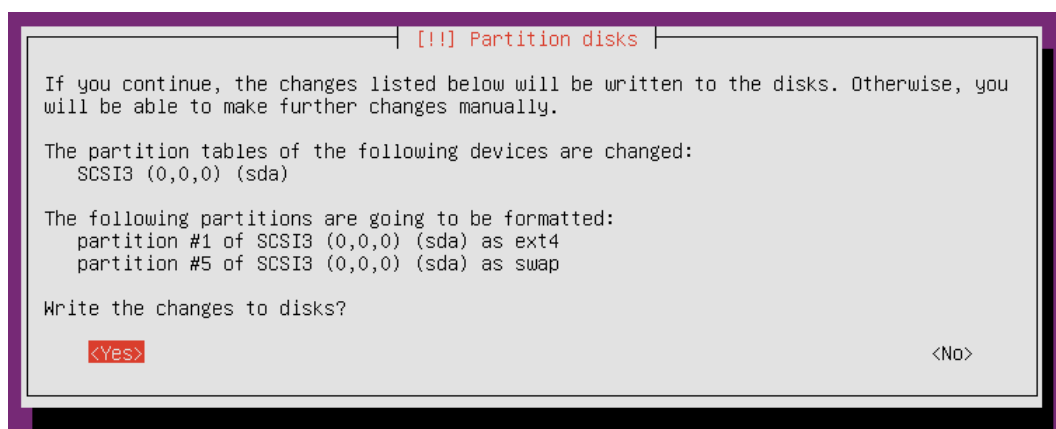 [!!] Partition disks
If you continue, the changes listed below will be written to the disks. Otherwise, you
will be able to make further changes manually.
The partition tables of the following devices are changed:
SCSI3 (0,0,0) (sda)
The following partitions are going to be formatted:
partition #1 of SCSI3 (0,0,0) (sda) as ext4
partition #5 of SCSI3 (0,0,0) (sda) as swap
Write the changes to disks?
<Yes> <No>